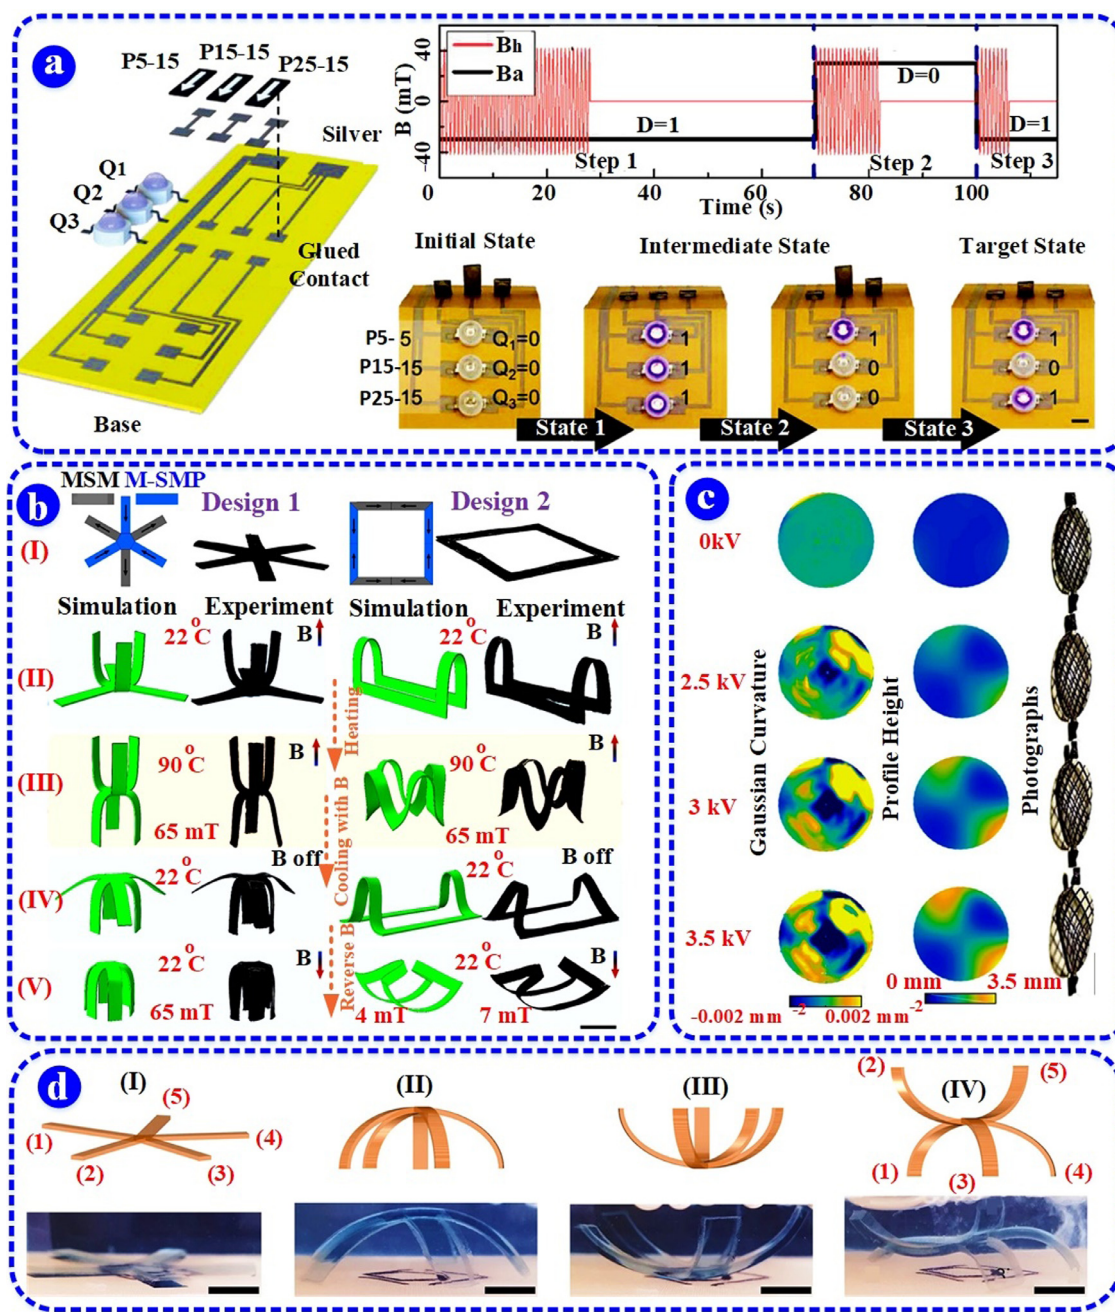 a
P5-15
P15-15
P25-15
Silver
Q1
Q2
Q3
Glued
Contact
Base
B (mT)
40
0
-40
Bh
Ba
D=1
D=0
D=1
Step 1
Step 2
Step 3
0 20 40 60 80 100
Time (s)
Initial State
Intermediate State
Target State
P5- 5
P15-15
P25-15
Q1=0
Q2=0
Q3=0
1
1
1
1
0
0
1
0
1
State 1
State 2
State 3
b
MSM M-SMP
Design 1
Design 2
(I)
Simulation
Experiment
Simulation
Experiment
(II)
22 °C
B
22 °C
B
Heating
(III)
90 °C
65 mT
B
90 °C
65 mT
B
Cooling with B
(IV)
22 °C
B off
22 °C
B off
Reverse B
(V)
22 °C
65 mT
B
22 °C
4 mT
7 mT
B
c
0kV
2.5 kV
3 kV
3.5 kV
Gaussian Curvature
Profile Height
Photographs
0 mm
3.5 mm
-0.002 mm-2
0.002 mm-2
d
(I)
(1)
(2)
(3)
(4)
(5)
(II)
(III)
(IV)
(2)
(5)
(1)
(3)
(4)